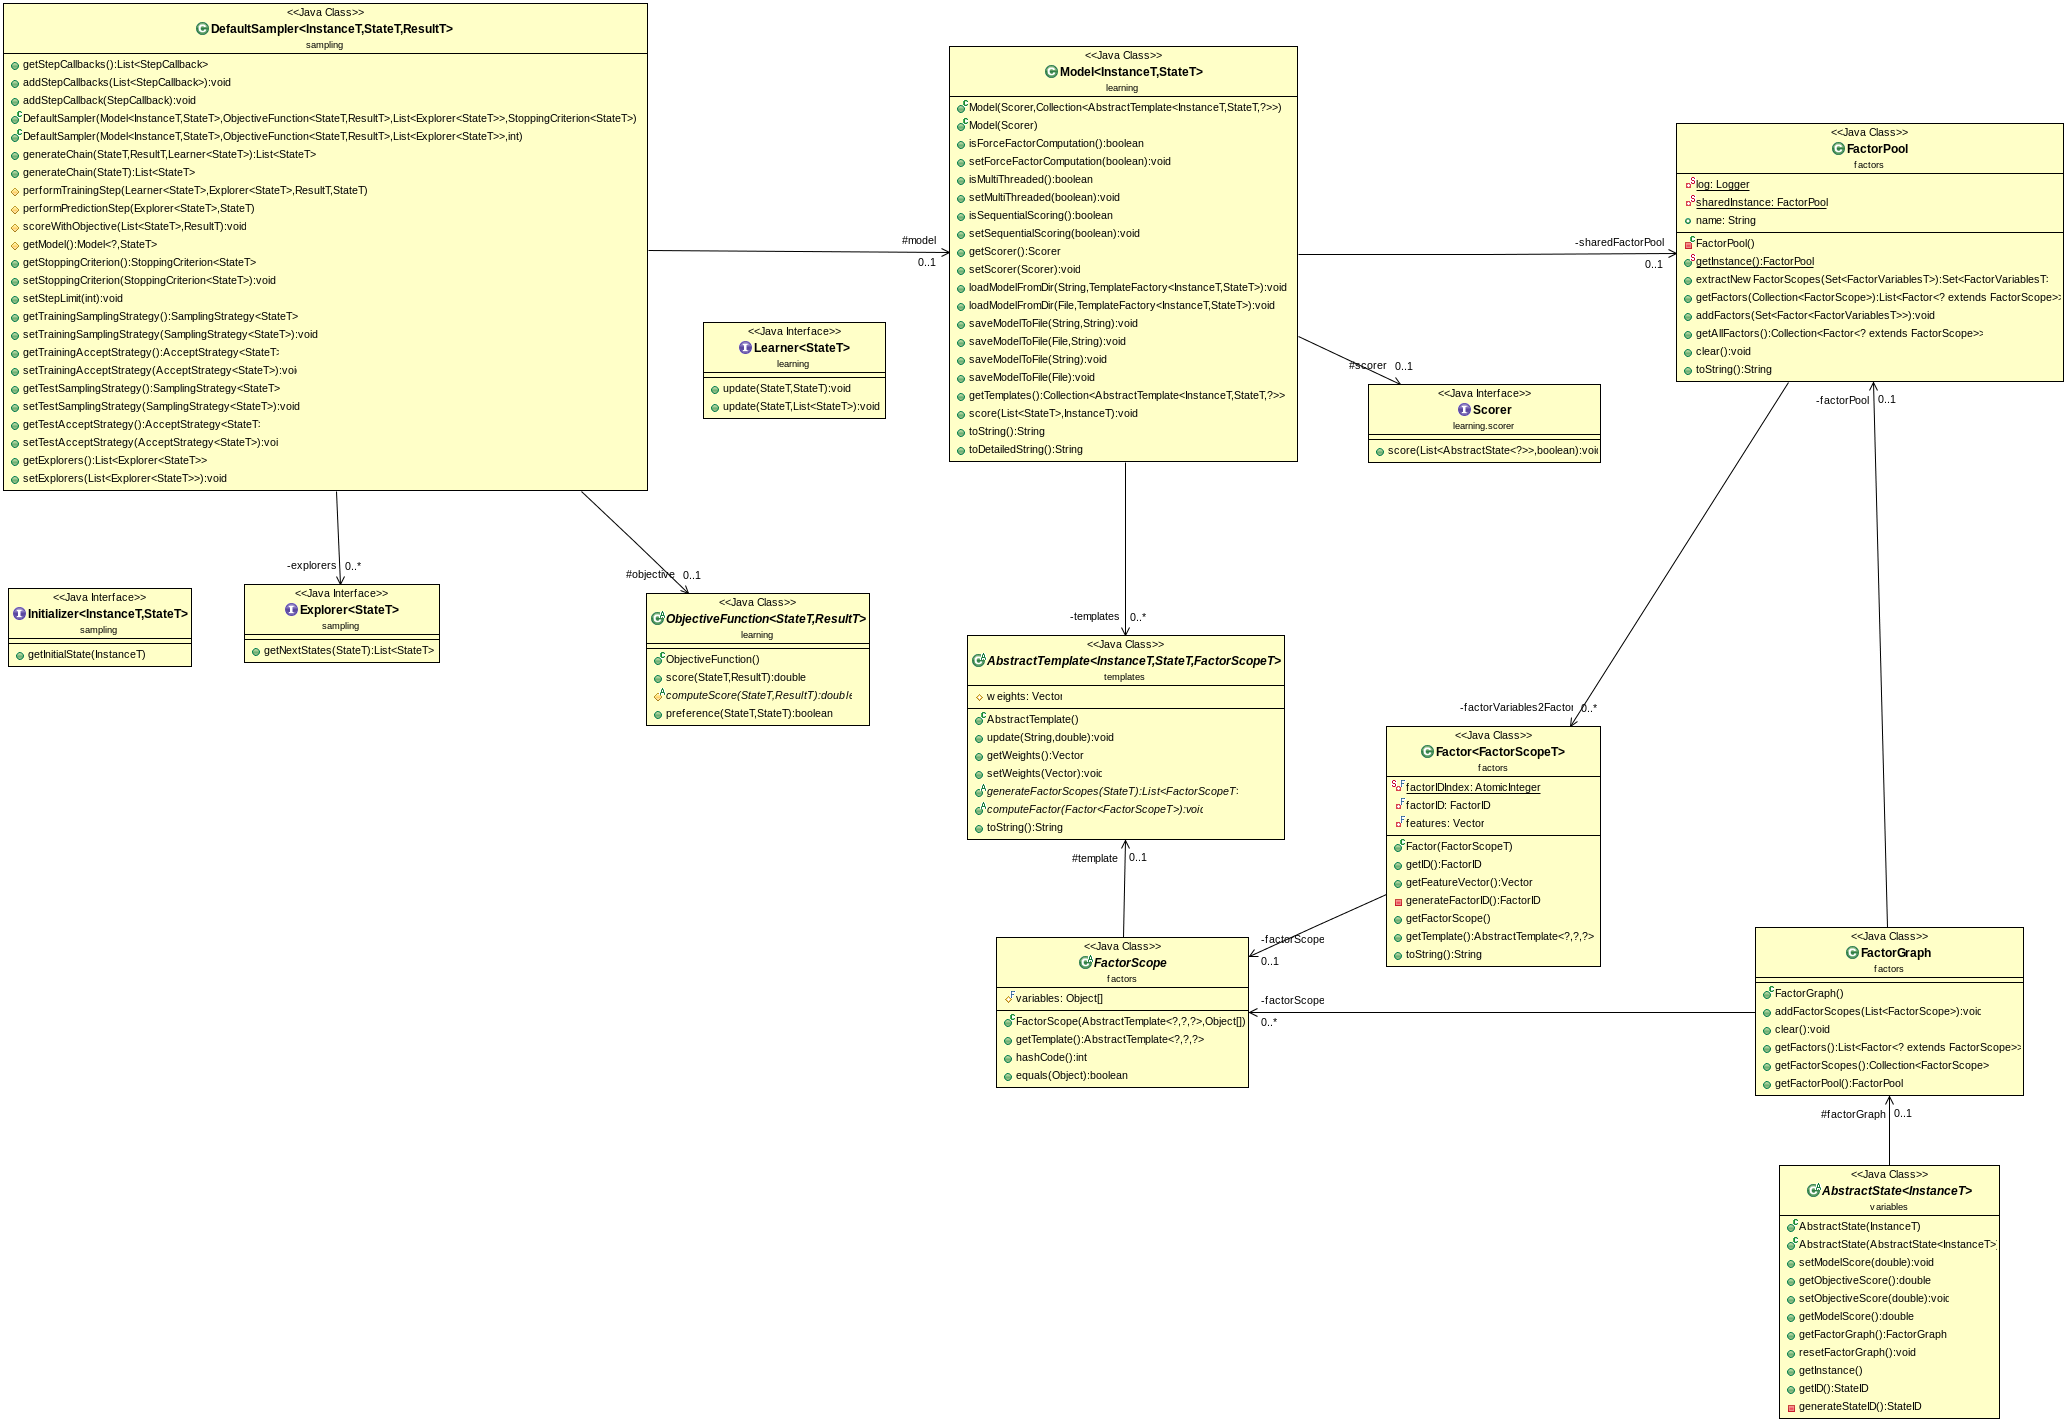 <<Java Class>>
DefaultSampler<InstanceT,StateT,ResultT>
sampling
getStepCallbacks():List<StepCallback>
addStepCallbacks(List<StepCallback>):void
addStepCallback(StepCallback):void
DefaultSampler(Model<InstanceT,StateT>,ObjectiveFunction<StateT,ResultT>,List<Explorer<StateT>>,StoppingCriterion<StateT>)
DefaultSampler(Model<InstanceT,StateT>,ObjectiveFunction<StateT,ResultT>,List<Explorer<StateT>>,int)
generateChain(StateT,ResultT,Learner<StateT>):List<StateT>
generateChain(StateT):List<StateT>
performTrainingStep(Learner<StateT>,Explorer<StateT>,ResultT,StateT)
performPredictionStep(Explorer<StateT>,StateT)
scoreWithObjective(List<StateT>,ResultT):void
getModel():Model<?,StateT>
getStoppingCriterion():StoppingCriterion<StateT>
setStoppingCriterion(StoppingCriterion<StateT>):void
setStepLimit(int):void
getTrainingSamplingStrategy():SamplingStrategy<StateT>
setTrainingSamplingStrategy(SamplingStrategy<StateT>):void
getTrainingAcceptStrategy():AcceptStrategy<StateT>
setTrainingAcceptStrategy(AcceptStrategy<StateT>):voi
getTestSamplingStrategy():SamplingStrategy<StateT>
setTestSamplingStrategy(SamplingStrategy<StateT>):void
getTestAcceptStrategy():AcceptStrategy<StateT
setTestAcceptStrategy(AcceptStrategy<StateT>):voi
getExplorers():List<Explorer<StateT>>
setExplorers(List<Explorer<StateT>>):void
#model
0..1
<<Java Class>>
Model<InstanceT,StateT>
learning
Model(Scorer,Collection<AbstractTemplate<InstanceT,StateT,?>>)
Model(Scorer)
isForceFactorComputation():boolean
setForceFactorComputation(boolean):void
isMultiThreaded():boolean
setMultiThreaded(boolean):void
isSequentialScoring():boolean
setSequentialScoring(boolean):void
getScorer():Scorer
setScorer(Scorer):void
loadModelFromDir(String,TemplateFactory<InstanceT,StateT>):void
loadModelFromDir(File,TemplateFactory<InstanceT,StateT>):void
saveModelToFile(String,String):void
saveModelToFile(File,String):void
saveModelToFile(String):void
saveModelToFile(File):void
getTemplates():Collection<AbstractTemplate<InstanceT,StateT,?>>
score(List<StateT>,InstanceT):void
toString():String
toDetailedString():String
-sharedFactorPool
0..1
<<Java Class>>
FactorPool
factors
log: Logger
sharedInstance: FactorPool
name: String
FactorPool()
getInstance():FactorPool
extractNewFactorScopes(Set<FactorVariablesT>):Set<FactorVariablesT
getFactors(Collection<FactorScope>):List<Factor<? extends FactorScope>>
addFactors(Set<Factor<FactorVariablesT>>):void
getAllFactors():Collection<Factor<? extends FactorScope>>
clear():void
toString():String
<<Java Interface>>
Learner<StateT>
learning
update(StateT,StateT):void
update(StateT,List<StateT>):void
#scorer
0..1
<<Java Interface>>
Scorer
learning.scorer
score(List<AbstractState<?>>,boolean):voi
-factorPool
0..1
-explorers
0..*
#objective
0..1
<<Java Interface>>
Initializer<InstanceT,StateT>
sampling
getInitialState(InstanceT)
<<Java Interface>>
Explorer<StateT>
sampling
getNextStates(StateT):List<StateT>
<<Java Class>>
ObjectiveFunction<StateT,ResultT>
learning
ObjectiveFunction()
score(StateT,ResultT):double
computeScore(StateT,ResultT):double
preference(StateT,StateT):boolean
-templates
0..*
<<Java Class>>
AbstractTemplate<InstanceT,StateT,FactorScopeT>
templates
weights: Vector
AbstractTemplate()
update(String,double):void
getWeights():Vector
setWeights(Vector):void
generateFactorScopes(StateT):List<FactorScopeT
computeFactor(Factor<FactorScopeT>):void
toString():String
#template
0..1
-factorVariables2Factor
0..*
<<Java Class>>
Factor<FactorScopeT>
factors
factorIDIndex: AtomicInteger
factorID: FactorID
features: Vector
Factor(FactorScopeT)
getID():FactorID
getFeatureVector():Vector
generateFactorID():FactorID
getFactorScope()
getTemplate():AbstractTemplate<?,?,?>
toString():String
-factorScope
0..1
<<Java Class>>
FactorScope
factors
variables: Object[]
FactorScope(AbstractTemplate<?,?,?>,Object[])
getTemplate():AbstractTemplate<?,?,?>
hashCode():int
equals(Object):boolean
-factorScope
0..*
<<Java Class>>
FactorGraph
factors
FactorGraph()
addFactorScopes(List<FactorScope>):void
clear():void
getFactors():List<Factor<? extends FactorScope>>
getFactorScopes():Collection<FactorScope>
getFactorPool():FactorPool
#factorGraph
0..1
<<Java Class>>
AbstractState<InstanceT>
variables
AbstractState(InstanceT)
AbstractState(AbstractState<InstanceT>)
setModelScore(double):void
getObjectiveScore():double
setObjectiveScore(double):void
getModelScore():double
getFactorGraph():FactorGraph
resetFactorGraph():void
getInstance()
getID():StateID
generateStateID():StateID